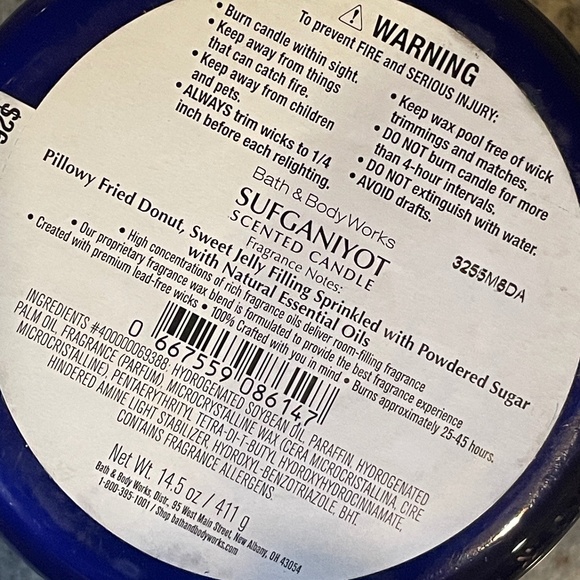 ⚠ WARNING
To prevent FIRE and SERIOUS INJURY:
• Burn candle within sight.
• Keep away from things
that can catch fire.
• Keep away from children
and pets.
• ALWAYS trim wicks to 1/4
inch before each relighting.
• Keep wax pool free of wick
trimmings and matches.
• DO NOT burn candle for more
than 4-hour intervals.
• DO NOT extinguish with water.
• AVOID drafts.
Bath & Body Works
SUFGANIYOT
SCENTED CANDLE
3255M8DA
Fragrance Notes:
Pillowy Fried Donut, Sweet Jelly Filling Sprinkled with Powdered Sugar
with Natural Essential Oils
• High concentrations of rich fragrance oils deliver room-filling fragrance
• Our proprietary fragrance wax blend is formulated to provide the best fragrance experience
• Created with premium lead-free wicks • 100% Crafted with you in mind • Burns approximately 25-45 hours.
0 667559 086147
INGREDIENTS #400000069388: HYDROGENATED SOYBEAN OIL, PARAFFIN, HYDROGENATED
PALM OIL, FRAGRANCE (PARFUM), MICROCRYSTALLINE WAX (CERA MICROCRISTALLINA, CIRE
MICROCRISTALLINE), PENTAERYTHRITYL TETRA-DI-T-BUTYL HYDROXYHYDROCINNAMATE,
HINDERED AMINE LIGHT STABILIZER, HYDROXYL-BENZOTRIAZOLE, BHT.
CONTAINS FRAGRANCE ALLERGENS
Net Wt. 14.5 oz / 411 g
Bath & Body Works, Distr., 95 West Main Street, New Albany, OH 43054
1-800-395-1001 / Shop bathandbodyworks.com